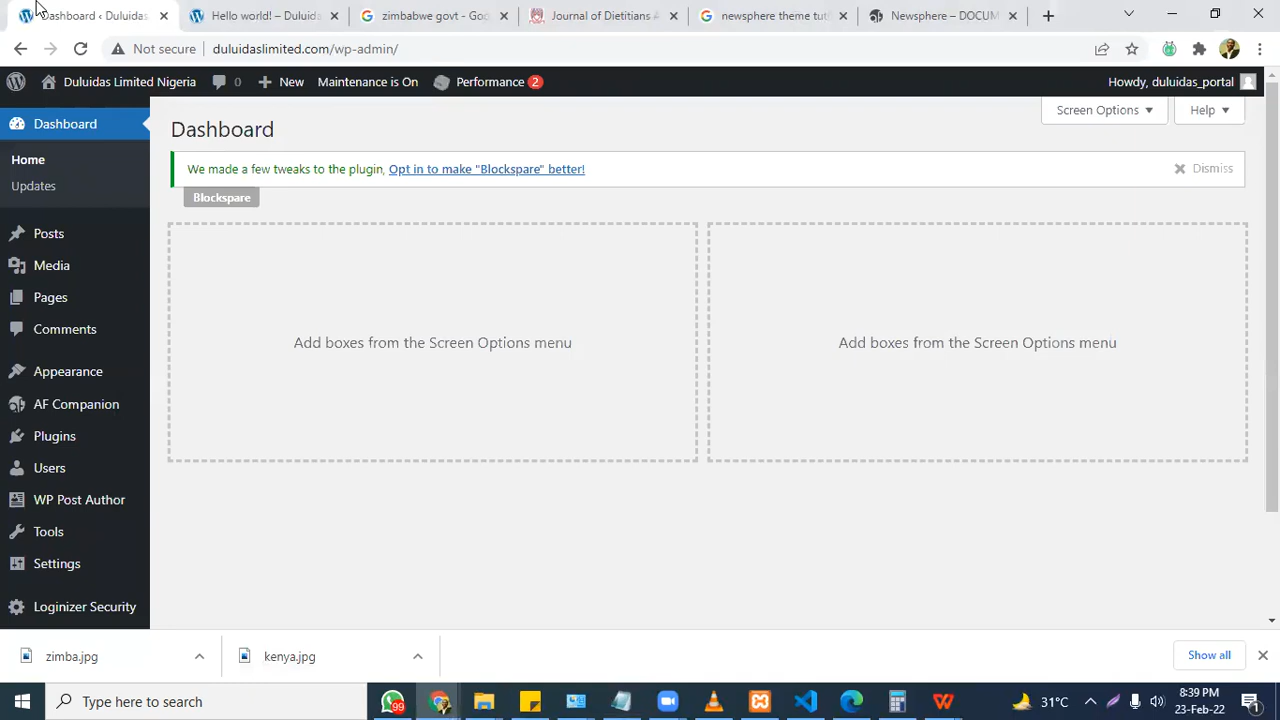 Dashboard ‹ Duluidas
Hello world! – Duluida
zimbabwe govt - Goo
Journal of Dietitians A
newsphere theme tut
Newsphere – DOCUM
Not secure
duluidaslimited.com/wp-admin/
Duluidas Limited Nigeria
0
New
Maintenance is On
Performance
2
Howdy, duluidas_portal
Dashboard
Home
Updates
Posts
Media
Pages
Comments
Appearance
AF Companion
Plugins
Users
WP Post Author
Tools
Settings
Loginizer Security
Screen Options
Help
Dashboard
We made a few tweaks to the plugin, Opt in to make "Blockspare" better!
Dismiss
Blockspare
Add boxes from the Screen Options menu
Add boxes from the Screen Options menu
zimba.jpg
kenya.jpg
Show all
Type here to search
99
31°C
8:39 PM
23-Feb-22
1